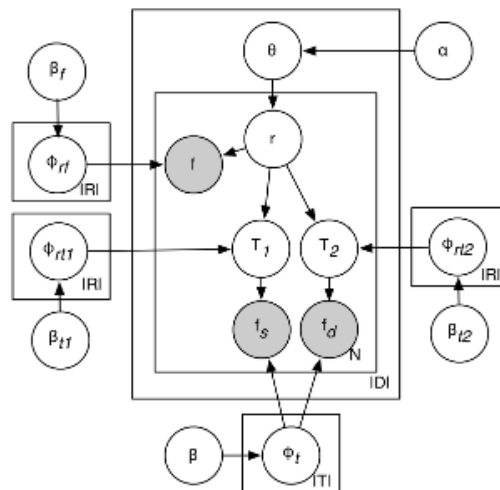 θ
α
β_f
Φ_rf
|R|
f
r
Φ_rt1
|R|
T_1
T_2
Φ_rt2
|R|
β_t1
f_s
f_d
N
β_t2
|D|
β
Φ_t
|T|